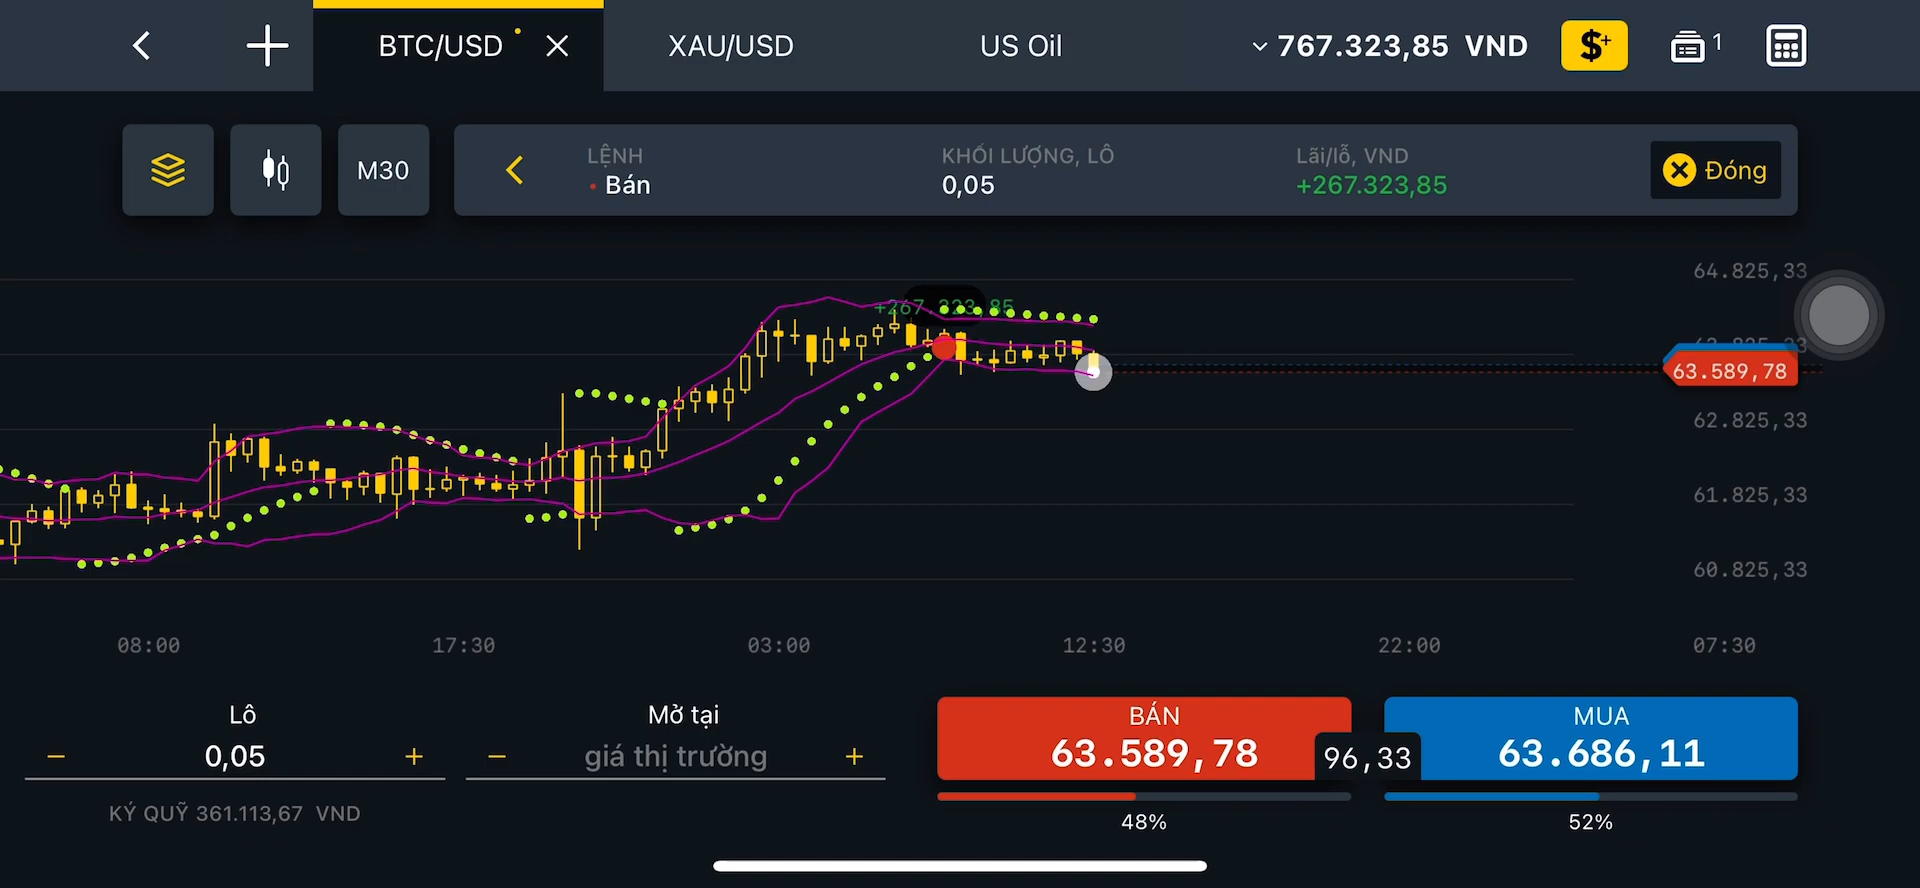 BTC/USD
XAU/USD
US Oil
767.323,85 VND
$+
1
M30
LỆNH
Bán
KHỐI LƯỢNG, LÔ
0,05
Lãi/lỗ, VND
+267.323,85
Đóng
64.825,33
+267.323,85
63.589,78
62.825,33
61.825,33
60.825,33
08:00
17:30
03:00
12:30
22:00
07:30
Lô
0,05
KÝ QUỸ 361.113,67 VND
Mở tại
giá thị trường
BÁN
63.589,78
96,33
MUA
63.686,11
48%
52%